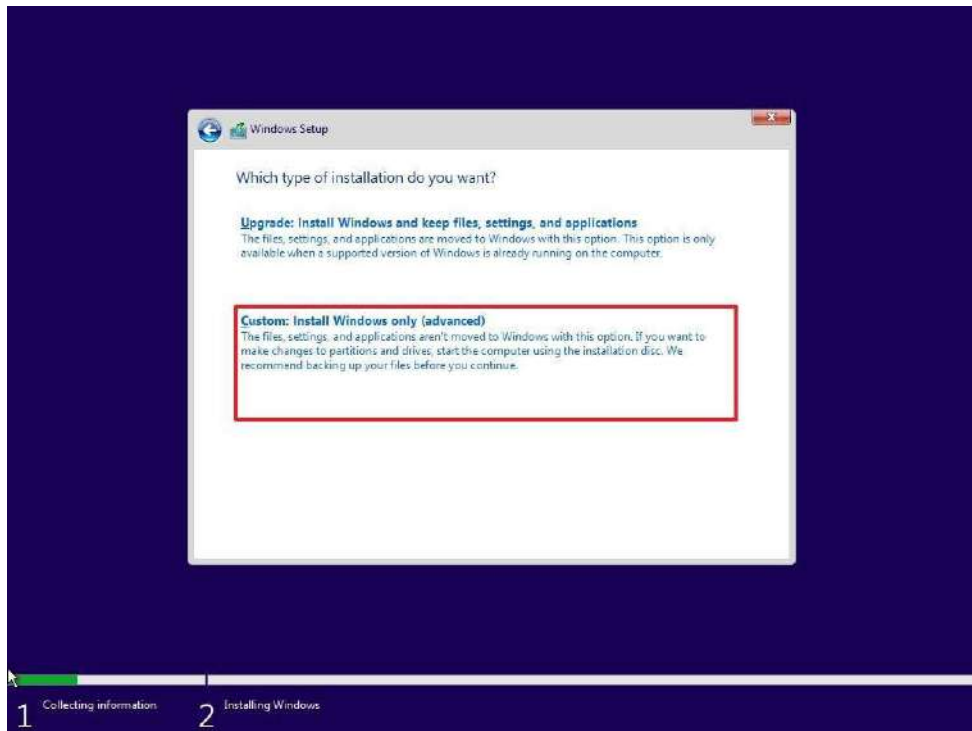 Windows Setup
Which type of installation do you want?
Upgrade: Install Windows and keep files, settings, and applications
The files, settings, and applications are moved to Windows with this option. This option is only
available when a supported version of Windows is already running on the computer.
Custom: Install Windows only (advanced)
The files, settings, and applications aren't moved to Windows with this option. If you want to
make changes to partitions and drives, start the computer using the installation disc. We
recommend backing up your files before you continue.
1 Collecting information 2 Installing Windows